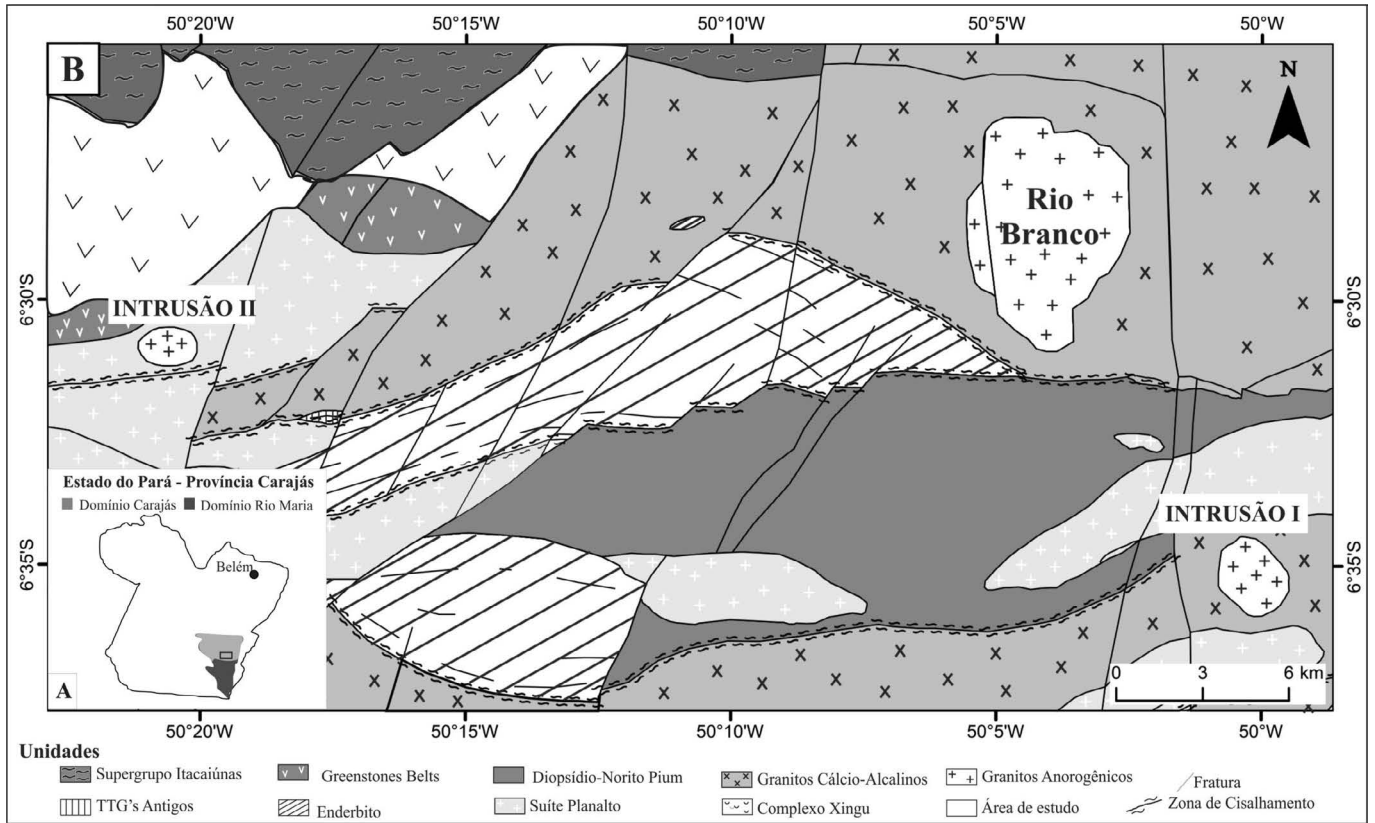 50°20'W 50°15'W 50°10'W 50°5'W 50°W
B
N
Rio
Branco
6°30'S
6°30'S
INTRUSÃO II
INTRUSÃO I
Estado do Pará - Província Carajás
Domínio Carajás Domínio Rio Maria
Belém
A
6°35'S
6°35'S
0 3 6 km
50°20'W 50°15'W 50°10'W 50°5'W 50°W
Unidades
Supergrupo Itacaiúnas Greenstones Belts Diopsídio-Norito Pium Granitos Cálcio-Alcalinos Granitos Anorogênicos Fratura
TTG's Antigos Enderbito Suíte Planalto Complexo Xingu Área de estudo Zona de Cisalhamento